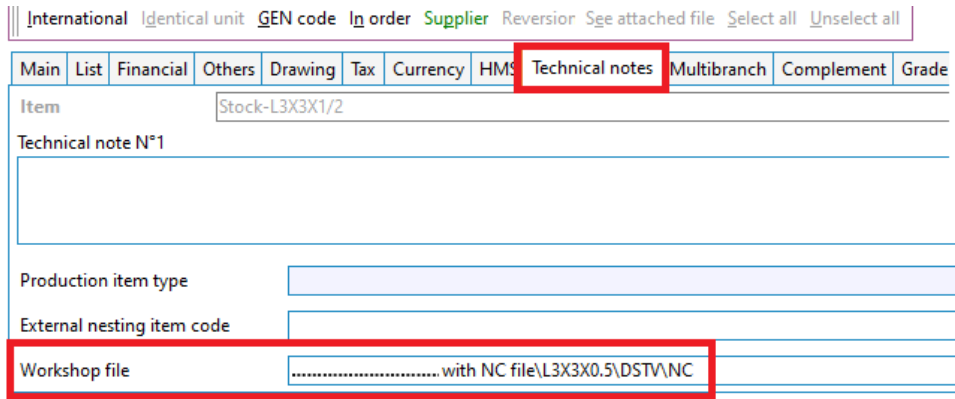 International Identical unit GEN code In order Supplier Reversior See attached file Select all Unselect all
Main List Financial Others Drawing Tax Currency HMS Technical notes Multibranch Complement Grade
Item Stock-L3X3X1/2
Technical note N°1
Production item type
External nesting item code
Workshop file ................................ with NC file\L3X3X0.5\DSTV\NC